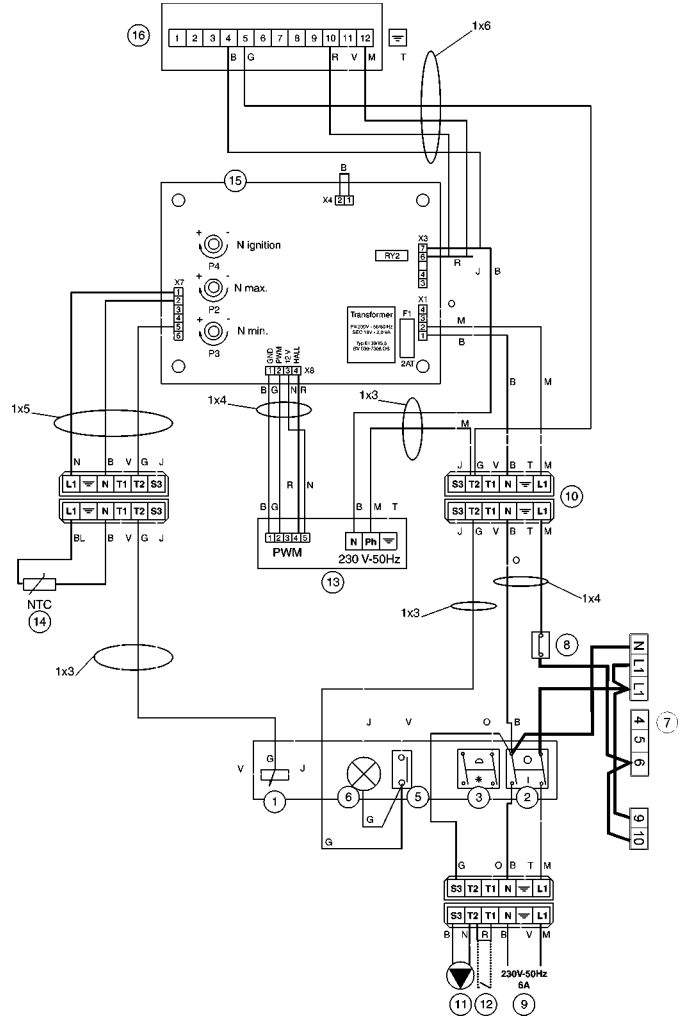 1x6
16
1 2 3 4 5 6 7 8 9 10 11 12
B G R V M T
15
B
X4 2 1
N ignition
P4
N max.
P2
N min.
P3
X7
1
2
3
4
5
6
RY2
X3
7
6
4
3
R J B
O
X1
4
3
2
1
M
B
Transformer
F1
2AT
GND PWM 12 V HALL
1 2 3 4 X8
B G N R
1x4
1x3
1x5
B M
M
N B V G J
J G V B T M
L1 N T1 T2 S3
L1 N T1 T2 S3
S3 T2 T1 N L1
S3 T2 T1 N L1
10
R N
B G
B M T
1 2 3 4 5
PWM
N Ph
230 V-50Hz
13
BL B V G J
J G V B T M
O
NTC
14
1x3
1x3
1x4
8
N
L1
L1
4
5
6
7
9
10
J V O B
V G J
1
6
5
3
2
G
G
G O B T M
S3 T2 T1 N L1
S3 T2 T1 N L1
B N R B V M
230V-50Hz
6A
11
12
9